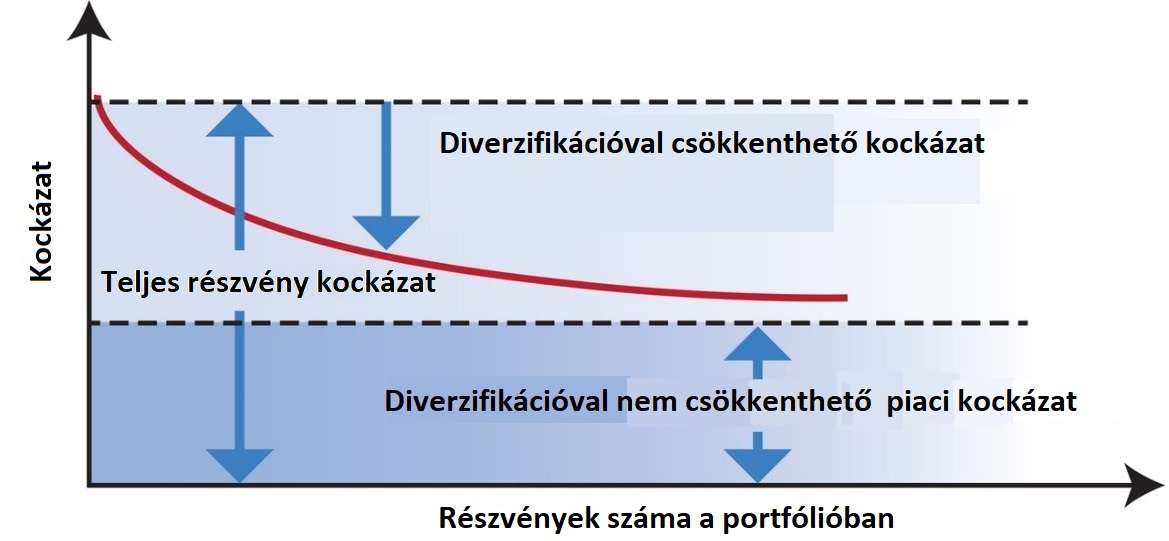 Diverzifikációval csökkenthető kockázat
Kockázat
Teljes részvény kockázat
Diverzifikációval nem csökkenthető piaci kockázat
Részvények száma a portfólióban